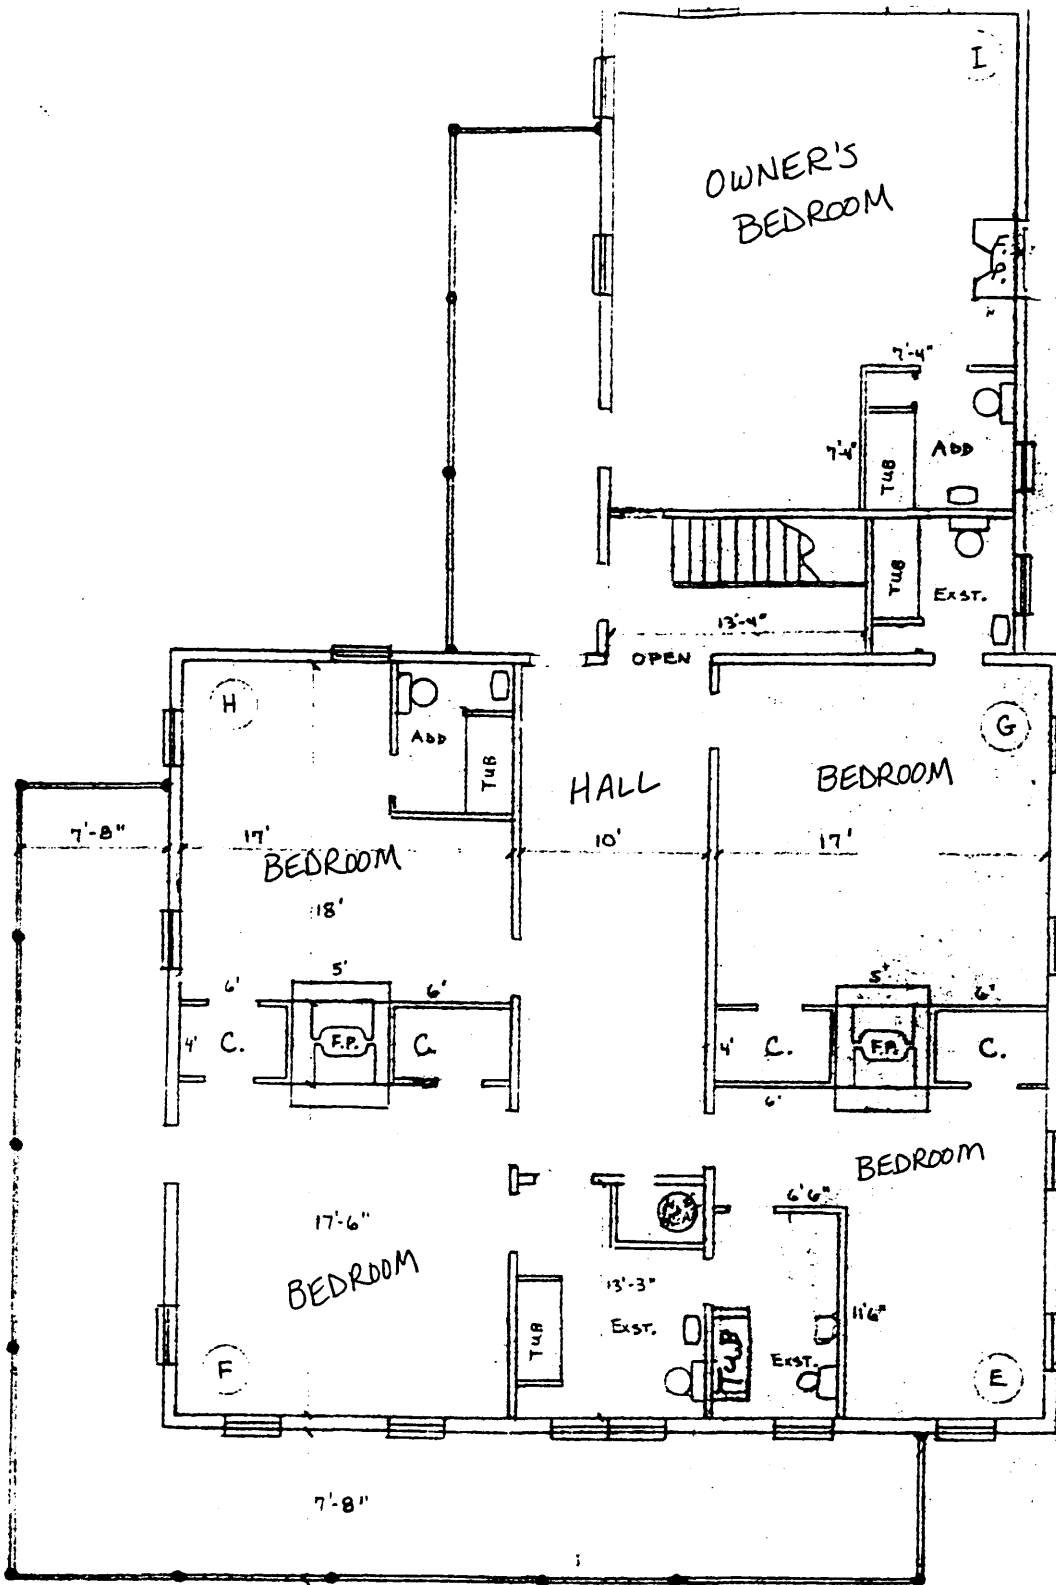 I
OWNER'S
BEDROOM
F.P.
7'-4"
7'-4"
TUB
ADD
TUB
EXST.
13'-4"
OPEN
H
ADD
TUB
HALL
BEDROOM
G
7'-8"
17'
BEDROOM
10'
17'
18'
6'
5'
6'
5'
6'
4'
C.
F.P.
C.
4'
C.
F.P.
C.
6'
BEDROOM
6'6"
17'-6"
BEDROOM
13'-3"
TUB
EXST.
TUB
EXST.
11'6"
F
E
7'-8"